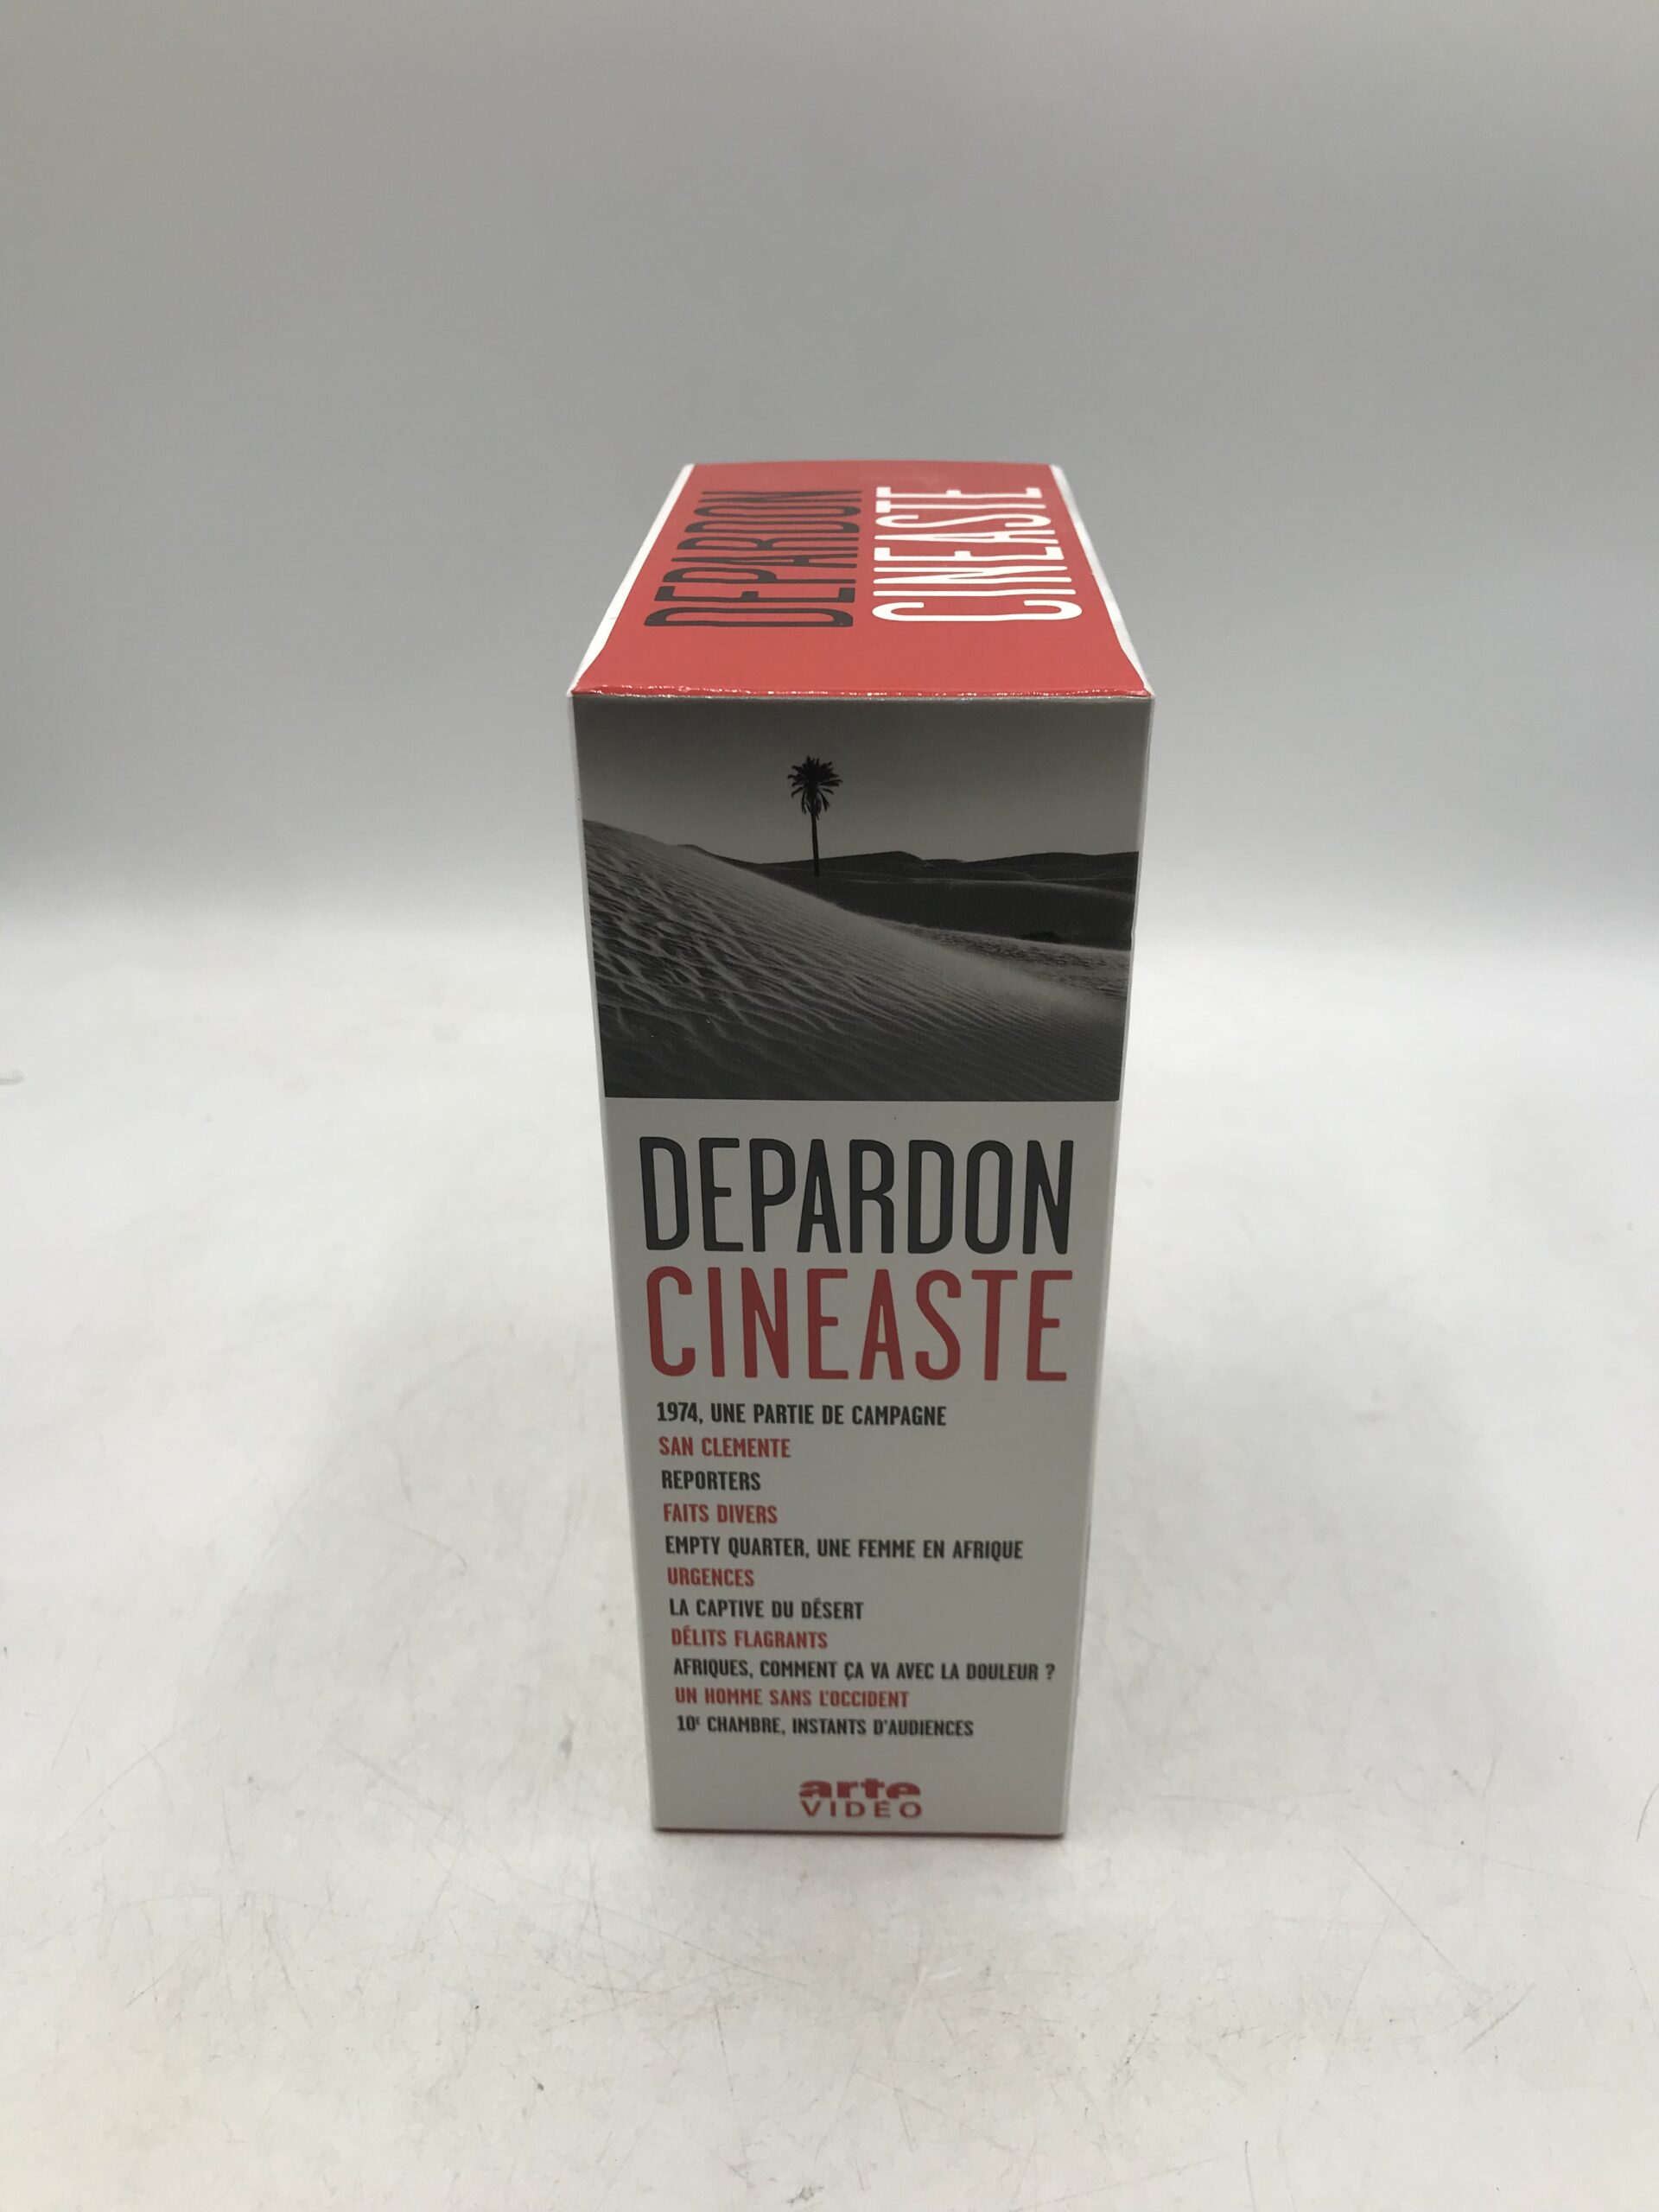 DEPARDON
CINEASTE
DEPARDON
CINEASTE
1974, UNE PARTIE DE CAMPAGNE
SAN CLEMENTE
REPORTERS
FAITS DIVERS
EMPTY QUARTER, UNE FEMME EN AFRIQUE
URGENCES
LA CAPTIVE DU DÉSERT
DÉLITS FLAGRANTS
AFRIQUES, COMMENT ÇA VA AVEC LA DOULEUR ?
UN HOMME SANS L'OCCIDENT
10e CHAMBRE, INSTANTS D'AUDIENCES
arte
VIDÉO